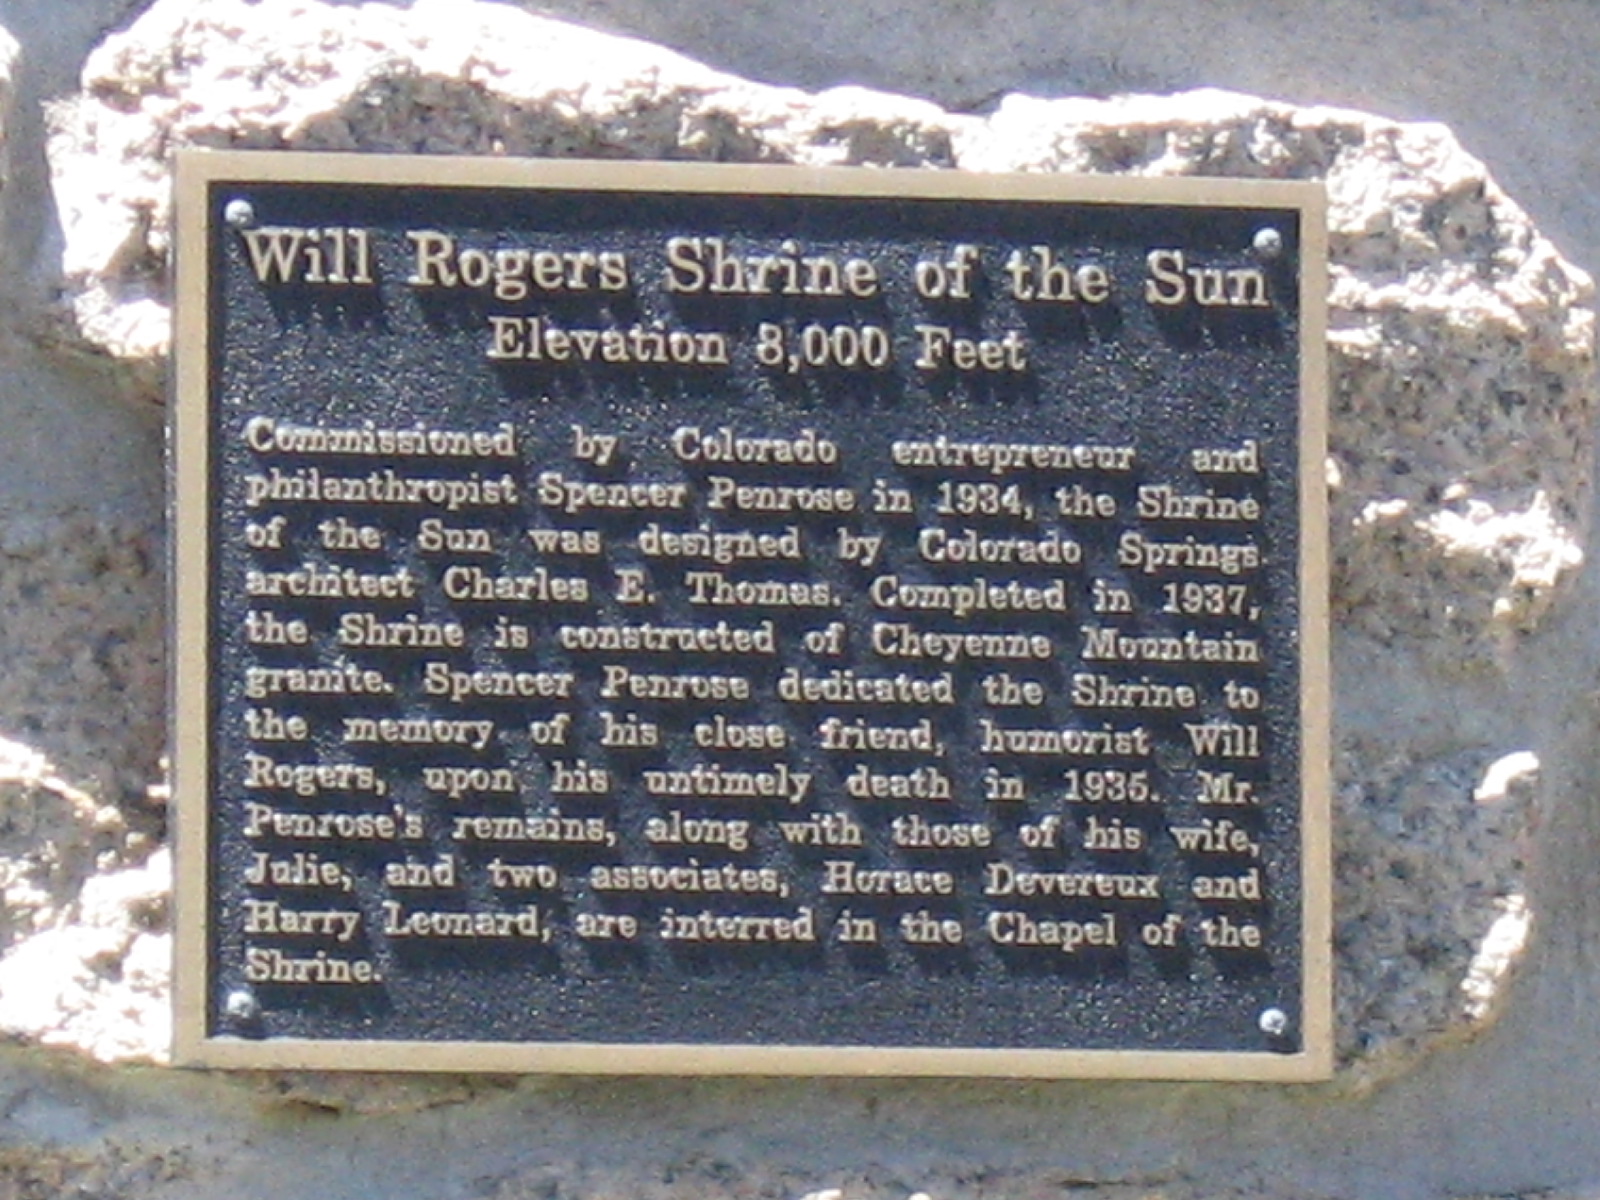 Will Rogers Shrine of the Sun
Elevation 8,000 Feet
Commissioned by Colorado entrepreneur and
philanthropist Spencer Penrose in 1934, the Shrine
of the Sun was designed by Colorado Springs
architect Charles E. Thomas. Completed in 1937,
the Shrine is constructed of Cheyenne Mountain
granite. Spencer Penrose dedicated the Shrine to
the memory of his close friend, humorist Will
Rogers, upon his untimely death in 1935. Mr.
Penrose's remains, along with those of his wife,
Julie, and two associates, Horace Devereux and
Harry Leonard, are interred in the Chapel of the
Shrine.